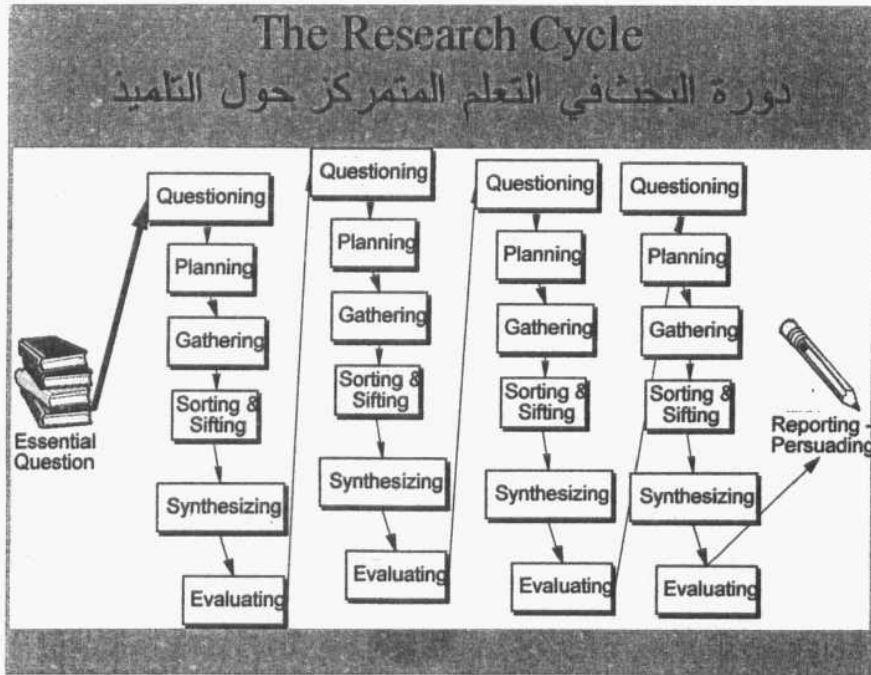 The Research Cycle
دورة البحث في التعلم المتمركز حول التلميذ
Essential
Question
Questioning
Planning
Gathering
Sorting &
Sifting
Synthesizing
Evaluating
Questioning
Planning
Gathering
Sorting &
Sifting
Synthesizing
Evaluating
Questioning
Planning
Gathering
Sorting &
Sifting
Synthesizing
Evaluating
Questioning
Planning
Gathering
Sorting &
Sifting
Synthesizing
Evaluating
Reporting -
Persuading